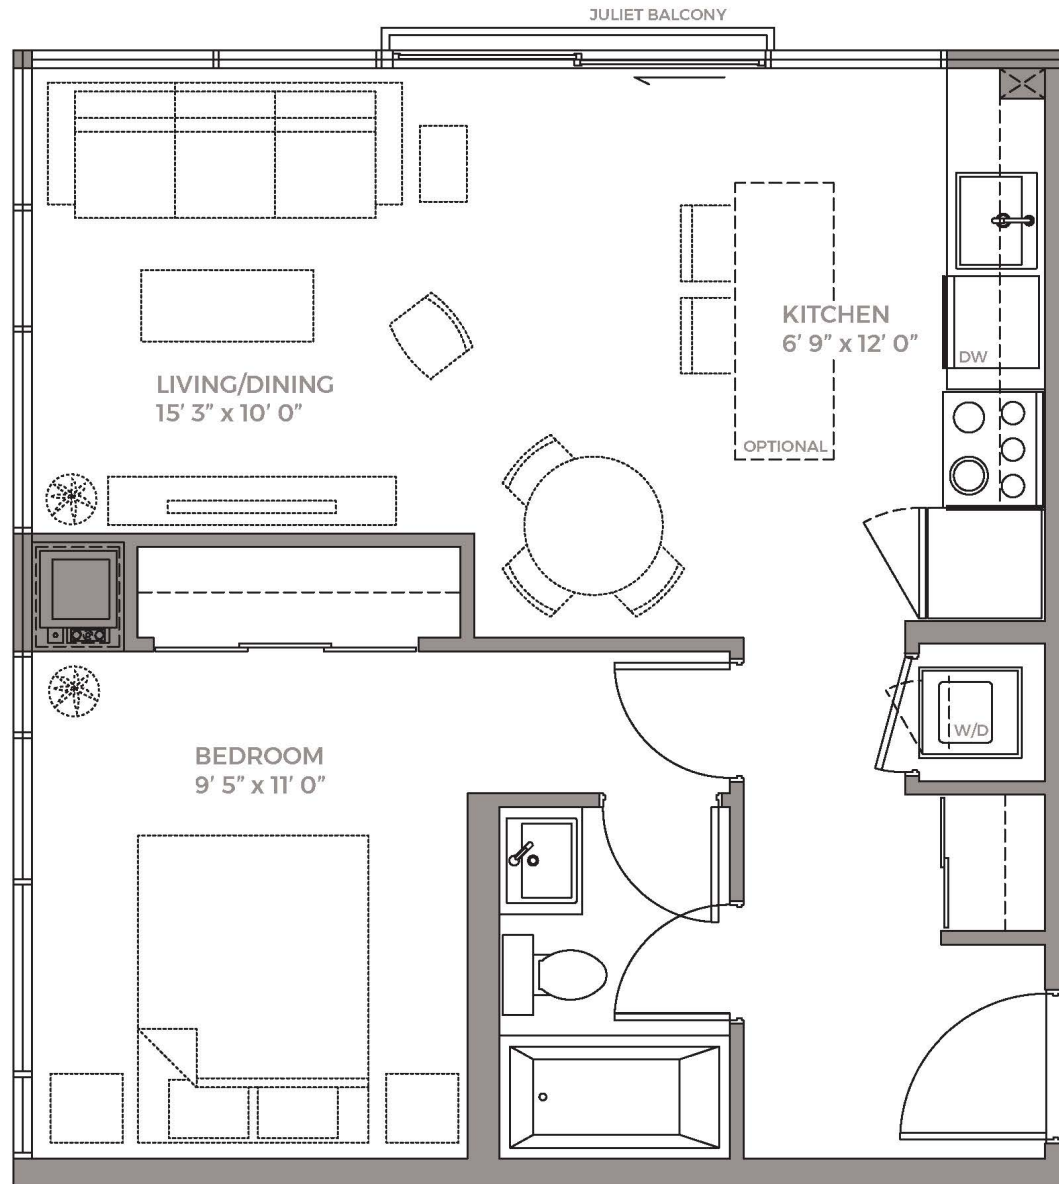 JULIET BALCONY
KITCHEN
6’ 9” x 12’ 0”
DW
LIVING/DINING
15’ 3” x 10’ 0”
OPTIONAL
W/D
BEDROOM
9’ 5” x 11’ 0”